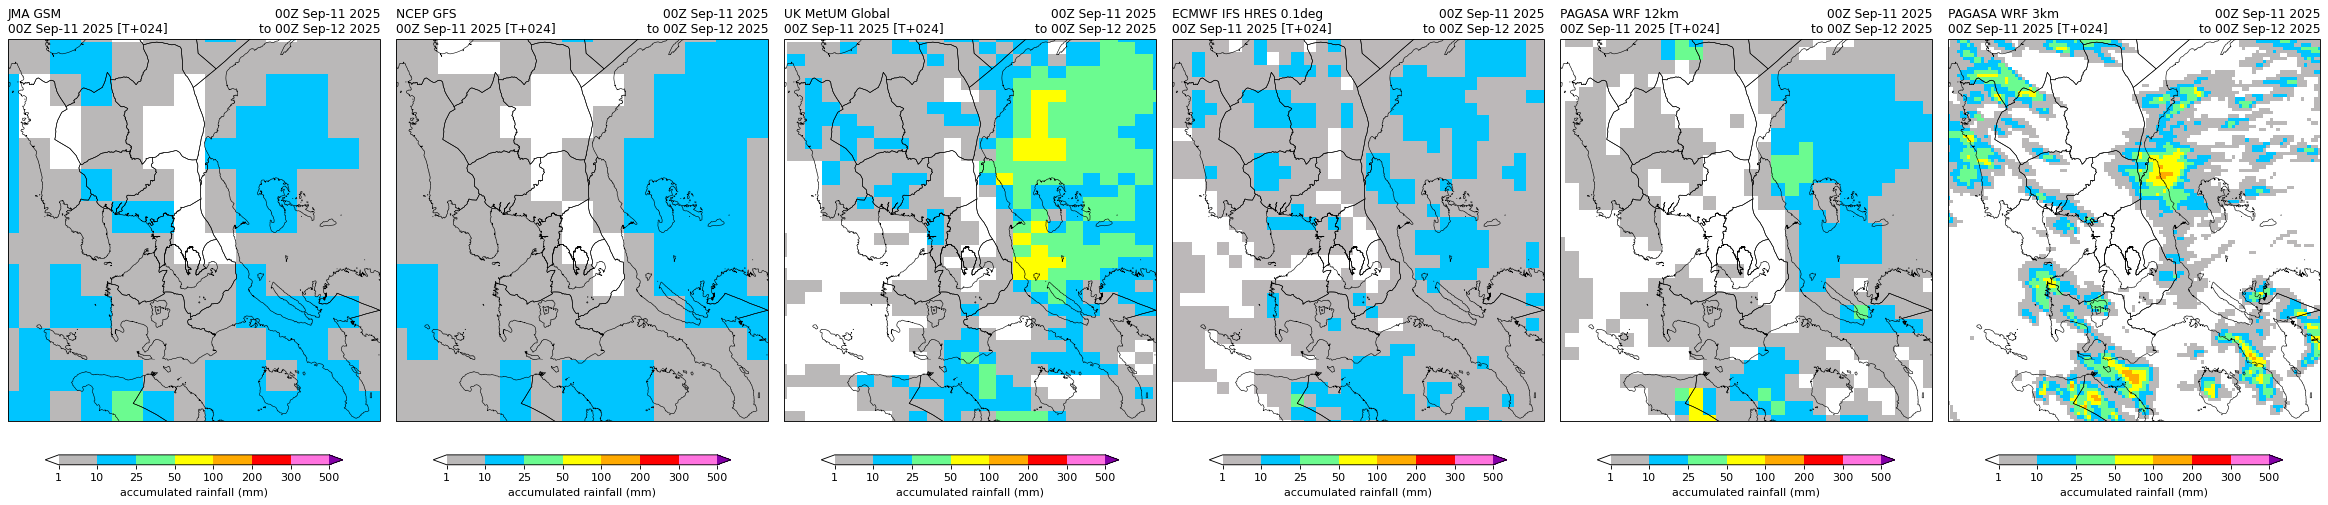 JMA GSM 00Z Sep-11 2025
00Z Sep-11 2025 [T+024] to 00Z Sep-12 2025
1 10 25 50 100 200 300 500
accumulated rainfall (mm)
NCEP GFS 00Z Sep-11 2025
00Z Sep-11 2025 [T+024] to 00Z Sep-12 2025
1 10 25 50 100 200 300 500
accumulated rainfall (mm)
UK MetUM Global 00Z Sep-11 2025
00Z Sep-11 2025 [T+024] to 00Z Sep-12 2025
1 10 25 50 100 200 300 500
accumulated rainfall (mm)
ECMWF IFS HRES 0.1deg 00Z Sep-11 2025
00Z Sep-11 2025 [T+024] to 00Z Sep-12 2025
1 10 25 50 100 200 300 500
accumulated rainfall (mm)
PAGASA WRF 12km 00Z Sep-11 2025
00Z Sep-11 2025 [T+024] to 00Z Sep-12 2025
1 10 25 50 100 200 300 500
accumulated rainfall (mm)
PAGASA WRF 3km 00Z Sep-11 2025
00Z Sep-11 2025 [T+024] to 00Z Sep-12 2025
1 10 25 50 100 200 300 500
accumulated rainfall (mm)